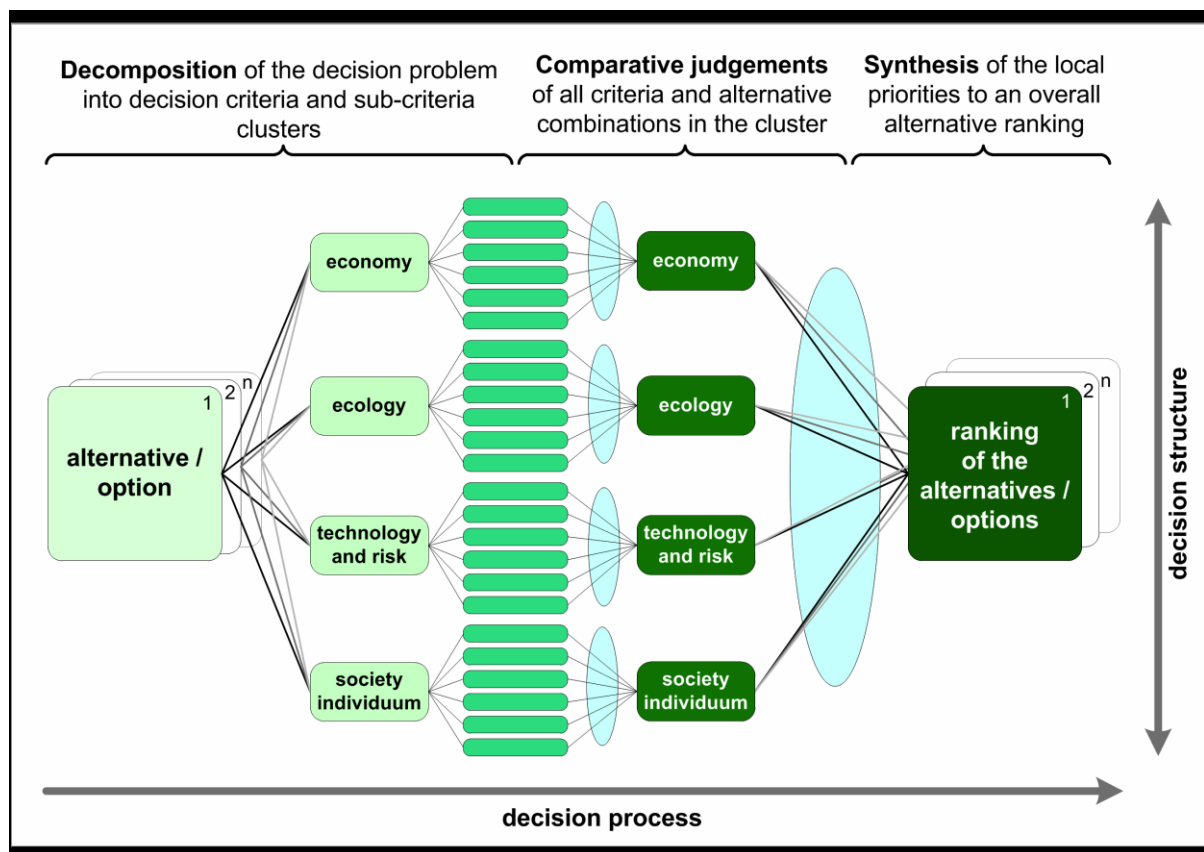 Decomposition of the decision problem
into decision criteria and sub-criteria
clusters
Comparative judgements
of all criteria and alternative
combinations in the cluster
Synthesis of the local
priorities to an overall
alternative ranking
economy
ecology
technology
and risk
society
individuum
1
2
n
alternative /
option
economy
ecology
technology
and risk
society
individuum
1
2
n
ranking
of the
alternatives /
options
decision structure
decision process